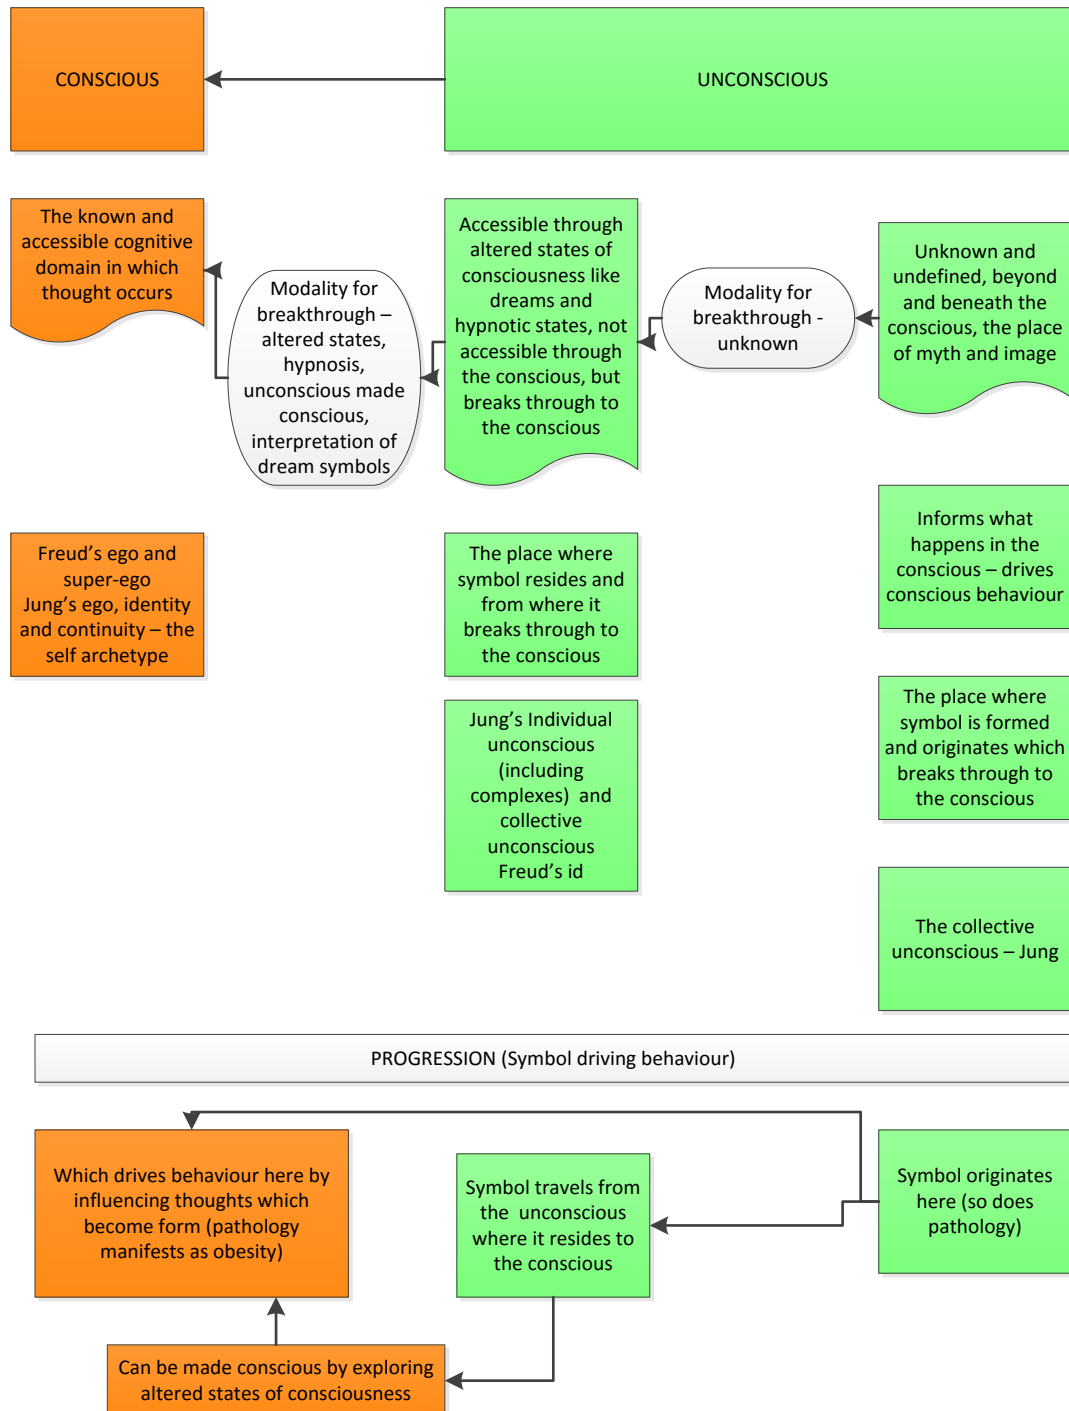 CONSCIOUS
UNCONSCIOUS
The known and
accessible cognitive
domain in which
thought occurs
Modality for
breakthrough –
altered states,
hypnosis,
unconscious made
conscious,
interpretation of
dream symbols
Accessible through
altered states of
consciousness like
dreams and
hypnotic states, not
accessible through
the conscious, but
breaks through to
the conscious
Modality for
breakthrough -
unknown
Unknown and
undefined, beyond
and beneath the
conscious, the place
of myth and image
Freud’s ego and
super-ego
Jung’s ego, identity
and continuity – the
self archetype
The place where
symbol resides and
from where it
breaks through to
the conscious
Informs what
happens in the
conscious – drives
conscious behaviour
Jung’s Individual
unconscious
(including
complexes) and
collective
unconscious
Freud’s id
The place where
symbol is formed
and originates which
breaks through to
the conscious
The collective
unconscious – Jung
PROGRESSION (Symbol driving behaviour)
Which drives behaviour here by
influencing thoughts which
become form (pathology
manifests as obesity)
Symbol travels from
the unconscious
where it resides to
the conscious
Symbol originates
here (so does
pathology)
Can be made conscious by exploring
altered states of consciousness